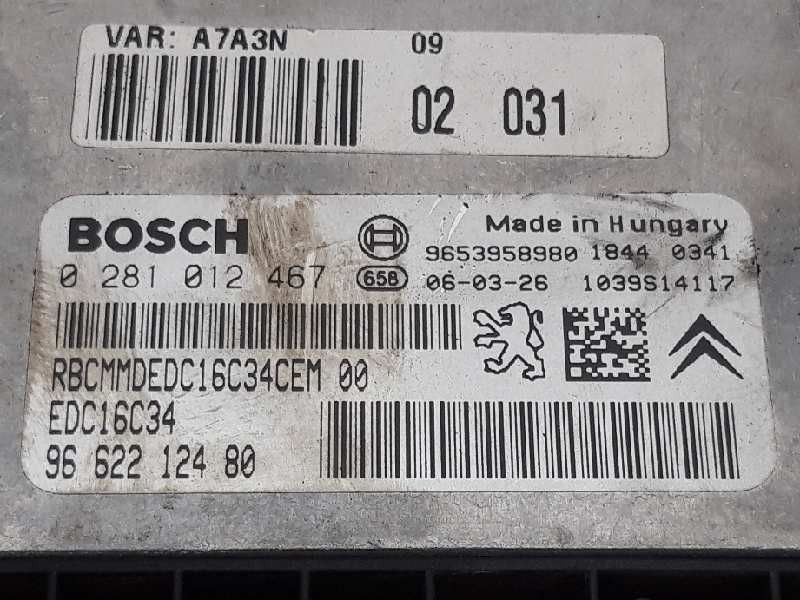 VAR: A7A3N 09
02 031
BOSCH Made in Hungary
9653958980 1844 0341
0 281 012 467 658 06-03-26 1039S14117
RBCMMDEDC16C34CEM 00
EDC16C34
96 622 124 80